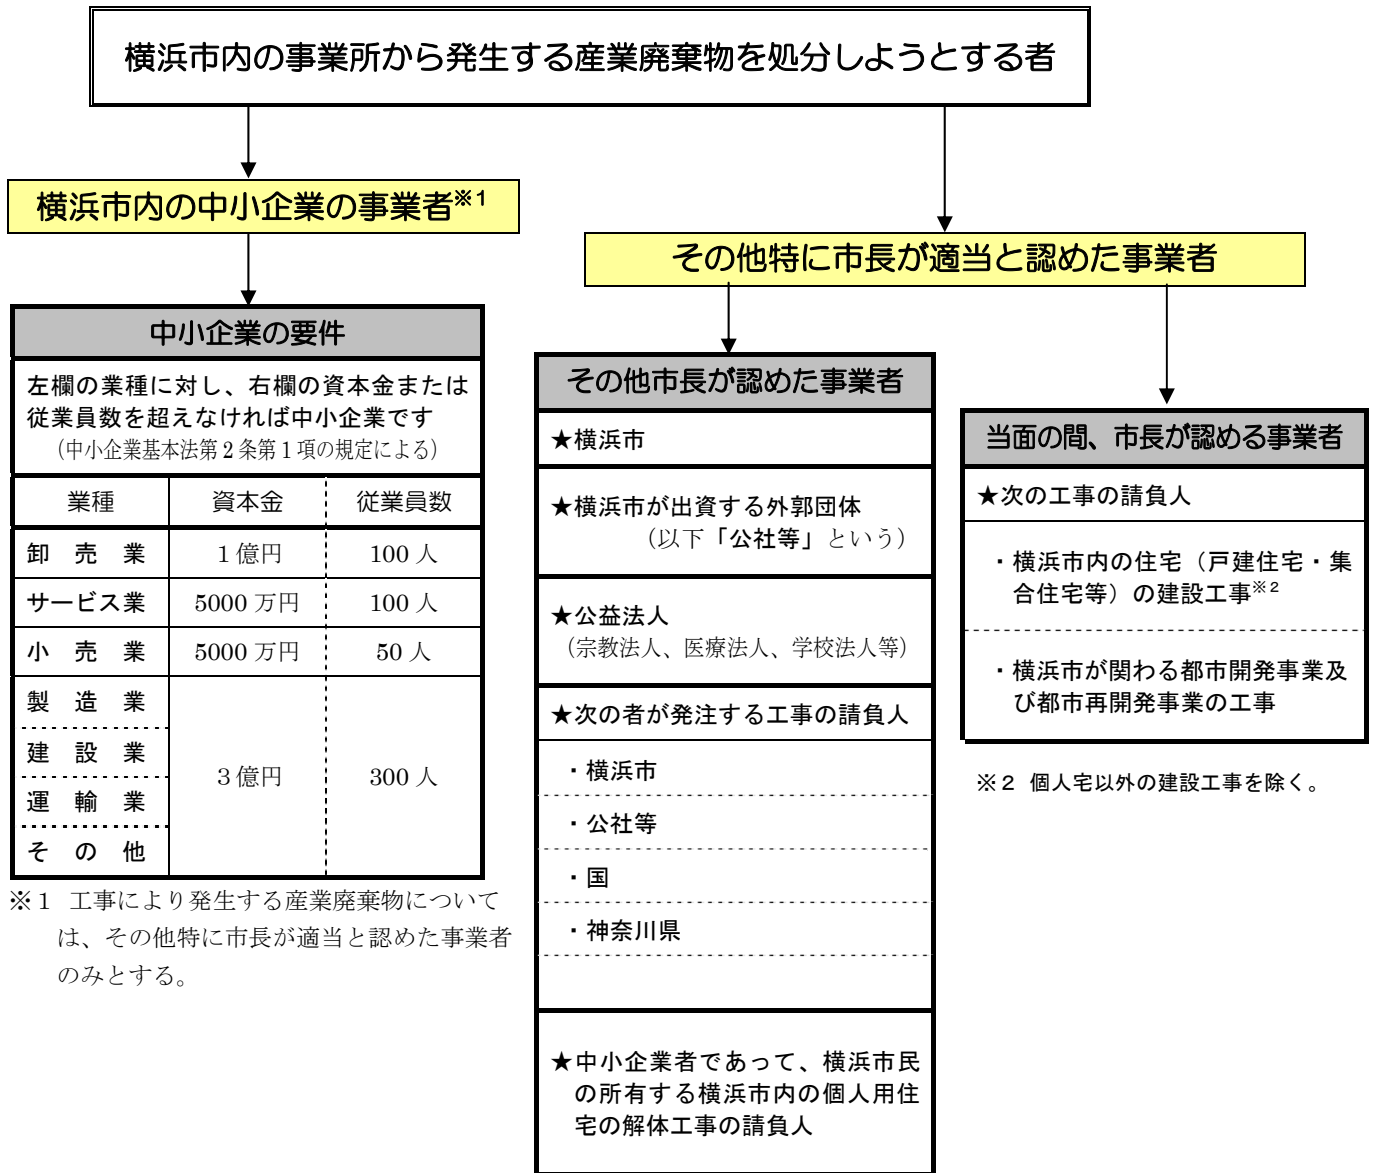 横浜市内の事業所から発生する産業廃棄物を処分しようとする者
横浜市内の中小企業の事業者※1
その他特に市長が適当と認めた事業者
中小企業の要件
左欄の業種に対し、右欄の資本金または
従業員数を超えなければ中小企業です
（中小企業基本法第２条第１項の規定による）
業種 資本金 従業員数
卸 売 業 １億円 100 人
サービス業 5000 万円 100 人
小 売 業 5000 万円 50 人
製 造 業
建 設 業
３億円 300 人
運 輸 業
そ の 他
※１ 工事により発生する産業廃棄物について
は、その他特に市長が適当と認めた事業者
のみとする。
その他市長が認めた事業者
★横浜市
★横浜市が出資する外郭団体
（以下「公社等」という）
★公益法人
（宗教法人、医療法人、学校法人等）
★次の者が発注する工事の請負人
・横浜市
・公社等
・国
・神奈川県
★中小企業者であって、横浜市民
の所有する横浜市内の個人用住
宅の解体工事の請負人
当面の間、市長が認める事業者
★次の工事の請負人
・横浜市内の住宅（戸建住宅・集
合住宅等）の建設工事※2
・横浜市が関わる都市開発事業及
び都市再開発事業の工事
※２ 個人宅以外の建設工事を除く。